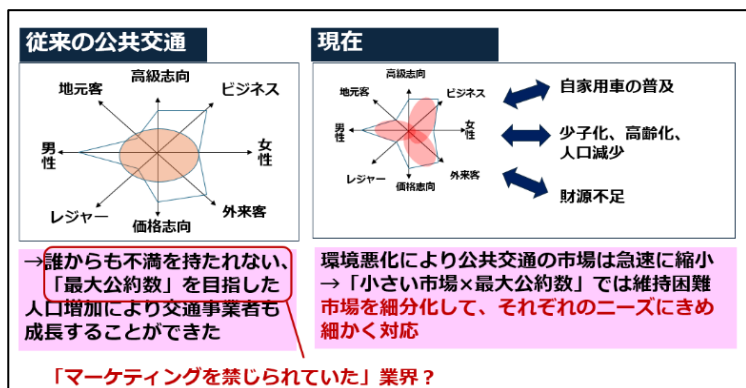 従来の公共交通
高級志向
地元客
ビジネス
男性
女性
レジャー
外来客
価格志向
→誰からも不満を持たれない、
「最大公約数」を目指した
人口増加により交通事業者も
成長することができた
現在
高級志向
地元客
ビジネス
男性
女性
レジャー
外来客
価格志向
自家用車の普及
少子化、高齢化、
人口減少
財源不足
環境悪化により公共交通の市場は急速に縮小
→「小さい市場×最大公約数」では維持困難
市場を細分化して、それぞれのニーズにきめ
細かく対応
「マーケティングを禁じられていた」業界？